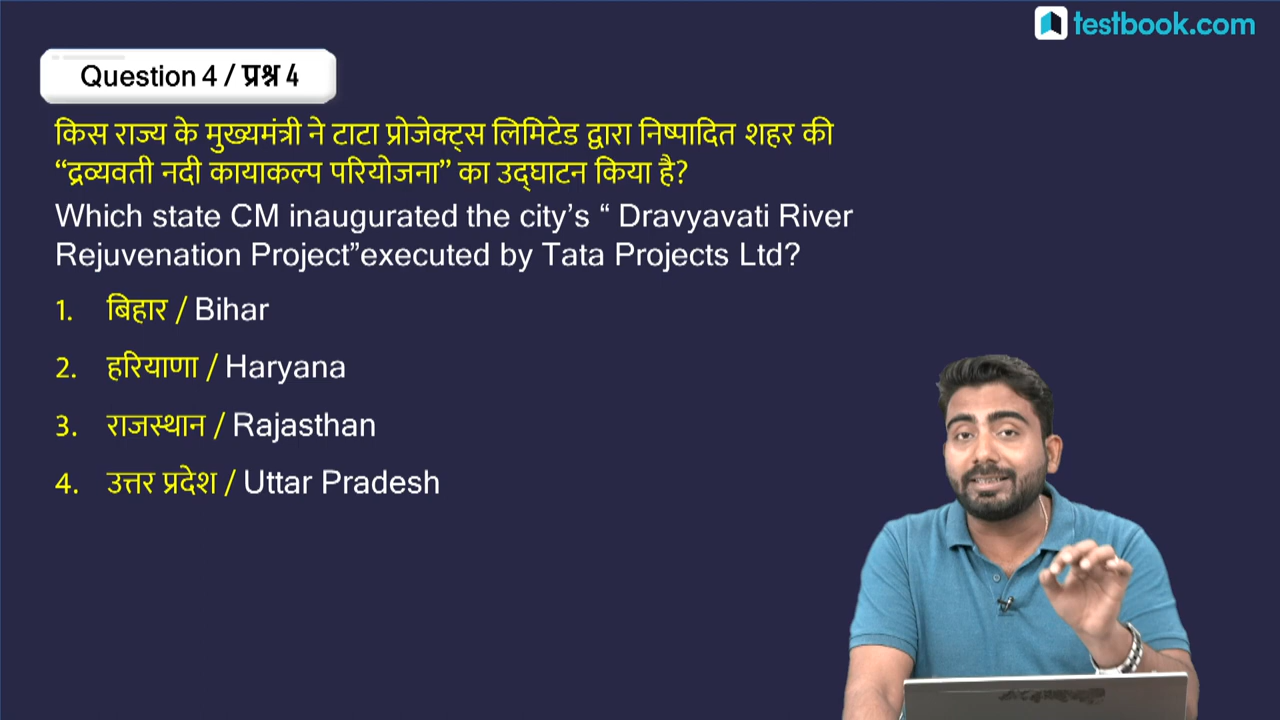 testbook.com
Question 4 / प्रश्न 4
किस राज्य के मुख्यमंत्री ने टाटा प्रोजेक्ट्स लिमिटेड द्वारा निष्पादित शहर की
“द्रव्यवती नदी कायाकल्प परियोजना” का उद्घाटन किया है?
Which state CM inaugurated the city’s “ Dravyavati River
Rejuvenation Project”executed by Tata Projects Ltd?
1. बिहार / Bihar
2. हरियाणा / Haryana
3. राजस्थान / Rajasthan
4. उत्तर प्रदेश / Uttar Pradesh